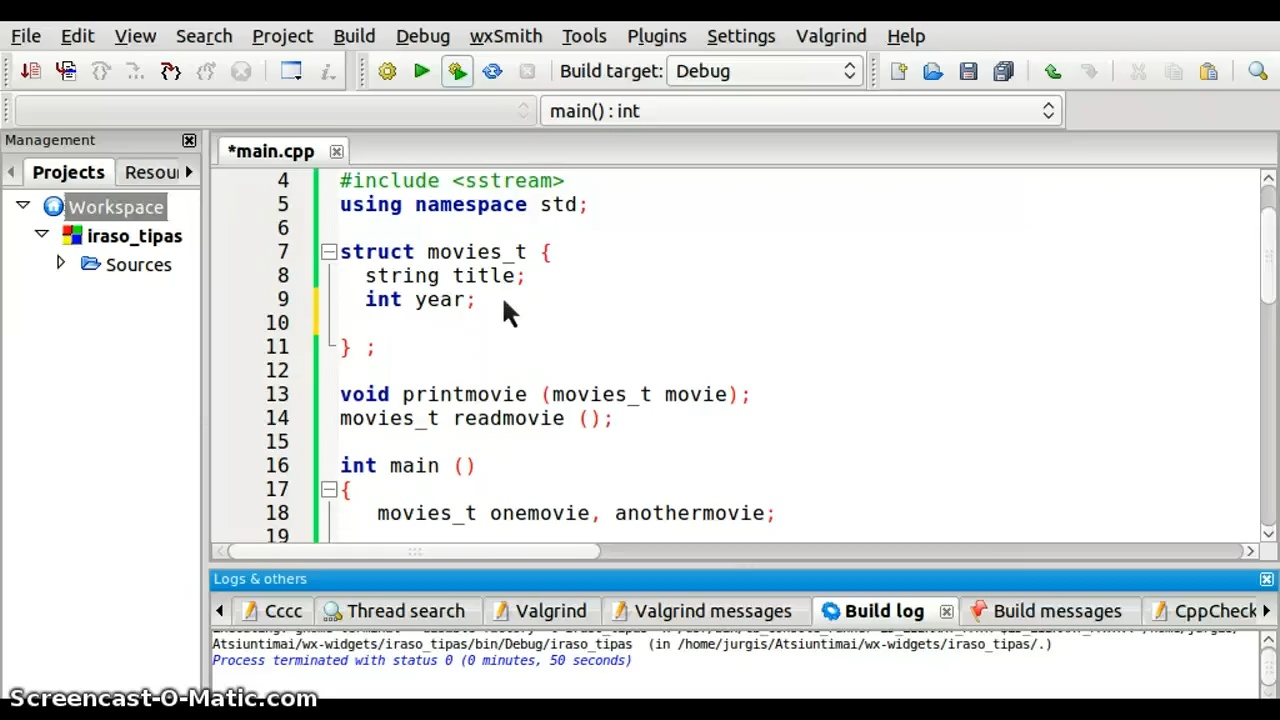 File Edit View Search Project Build Debug wxSmith Tools Plugins Settings Valgrind Help
Build target: Debug
main() : int
Management
*main.cpp
Projects Resou
Workspace
iraso_tipas
Sources
4 #include <sstream>
5 using namespace std;
6
7 struct movies_t {
8 string title;
9 int year;
10
11 } ;
12
13 void printmovie (movies_t movie);
14 movies_t readmovie ();
15
16 int main ()
17 {
18 movies_t onemovie, anothermovie;
19
Logs & others
Cccc Thread search Valgrind Valgrind messages Build log Build messages CppCheck
Atsiuntimai/wx-widgets/iraso_tipas/bin/Debug/iraso_tipas (in /home/jurgis/Atsiuntimai/wx-widgets/iraso_tipas/.)
Process terminated with status 0 (0 minutes, 50 seconds)
Screencast-O-Matic.com